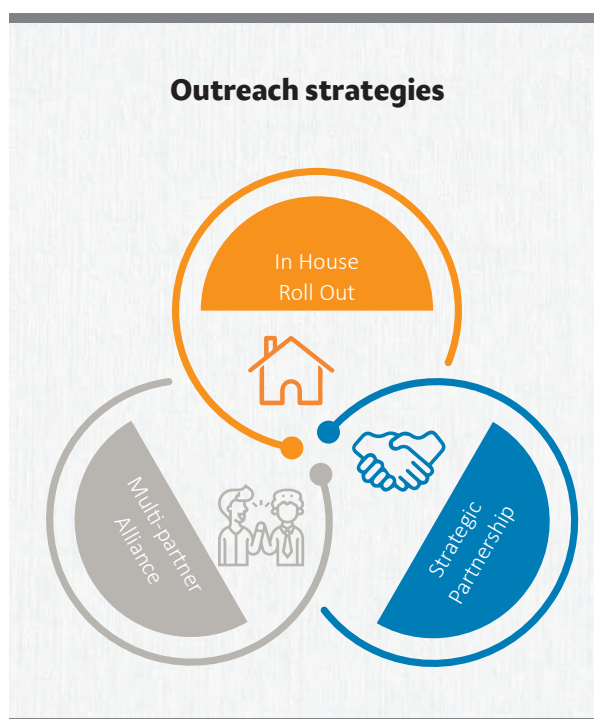 Outreach strategies
In House
Roll Out
Multi-partner
Alliance
Strategic
Partnership